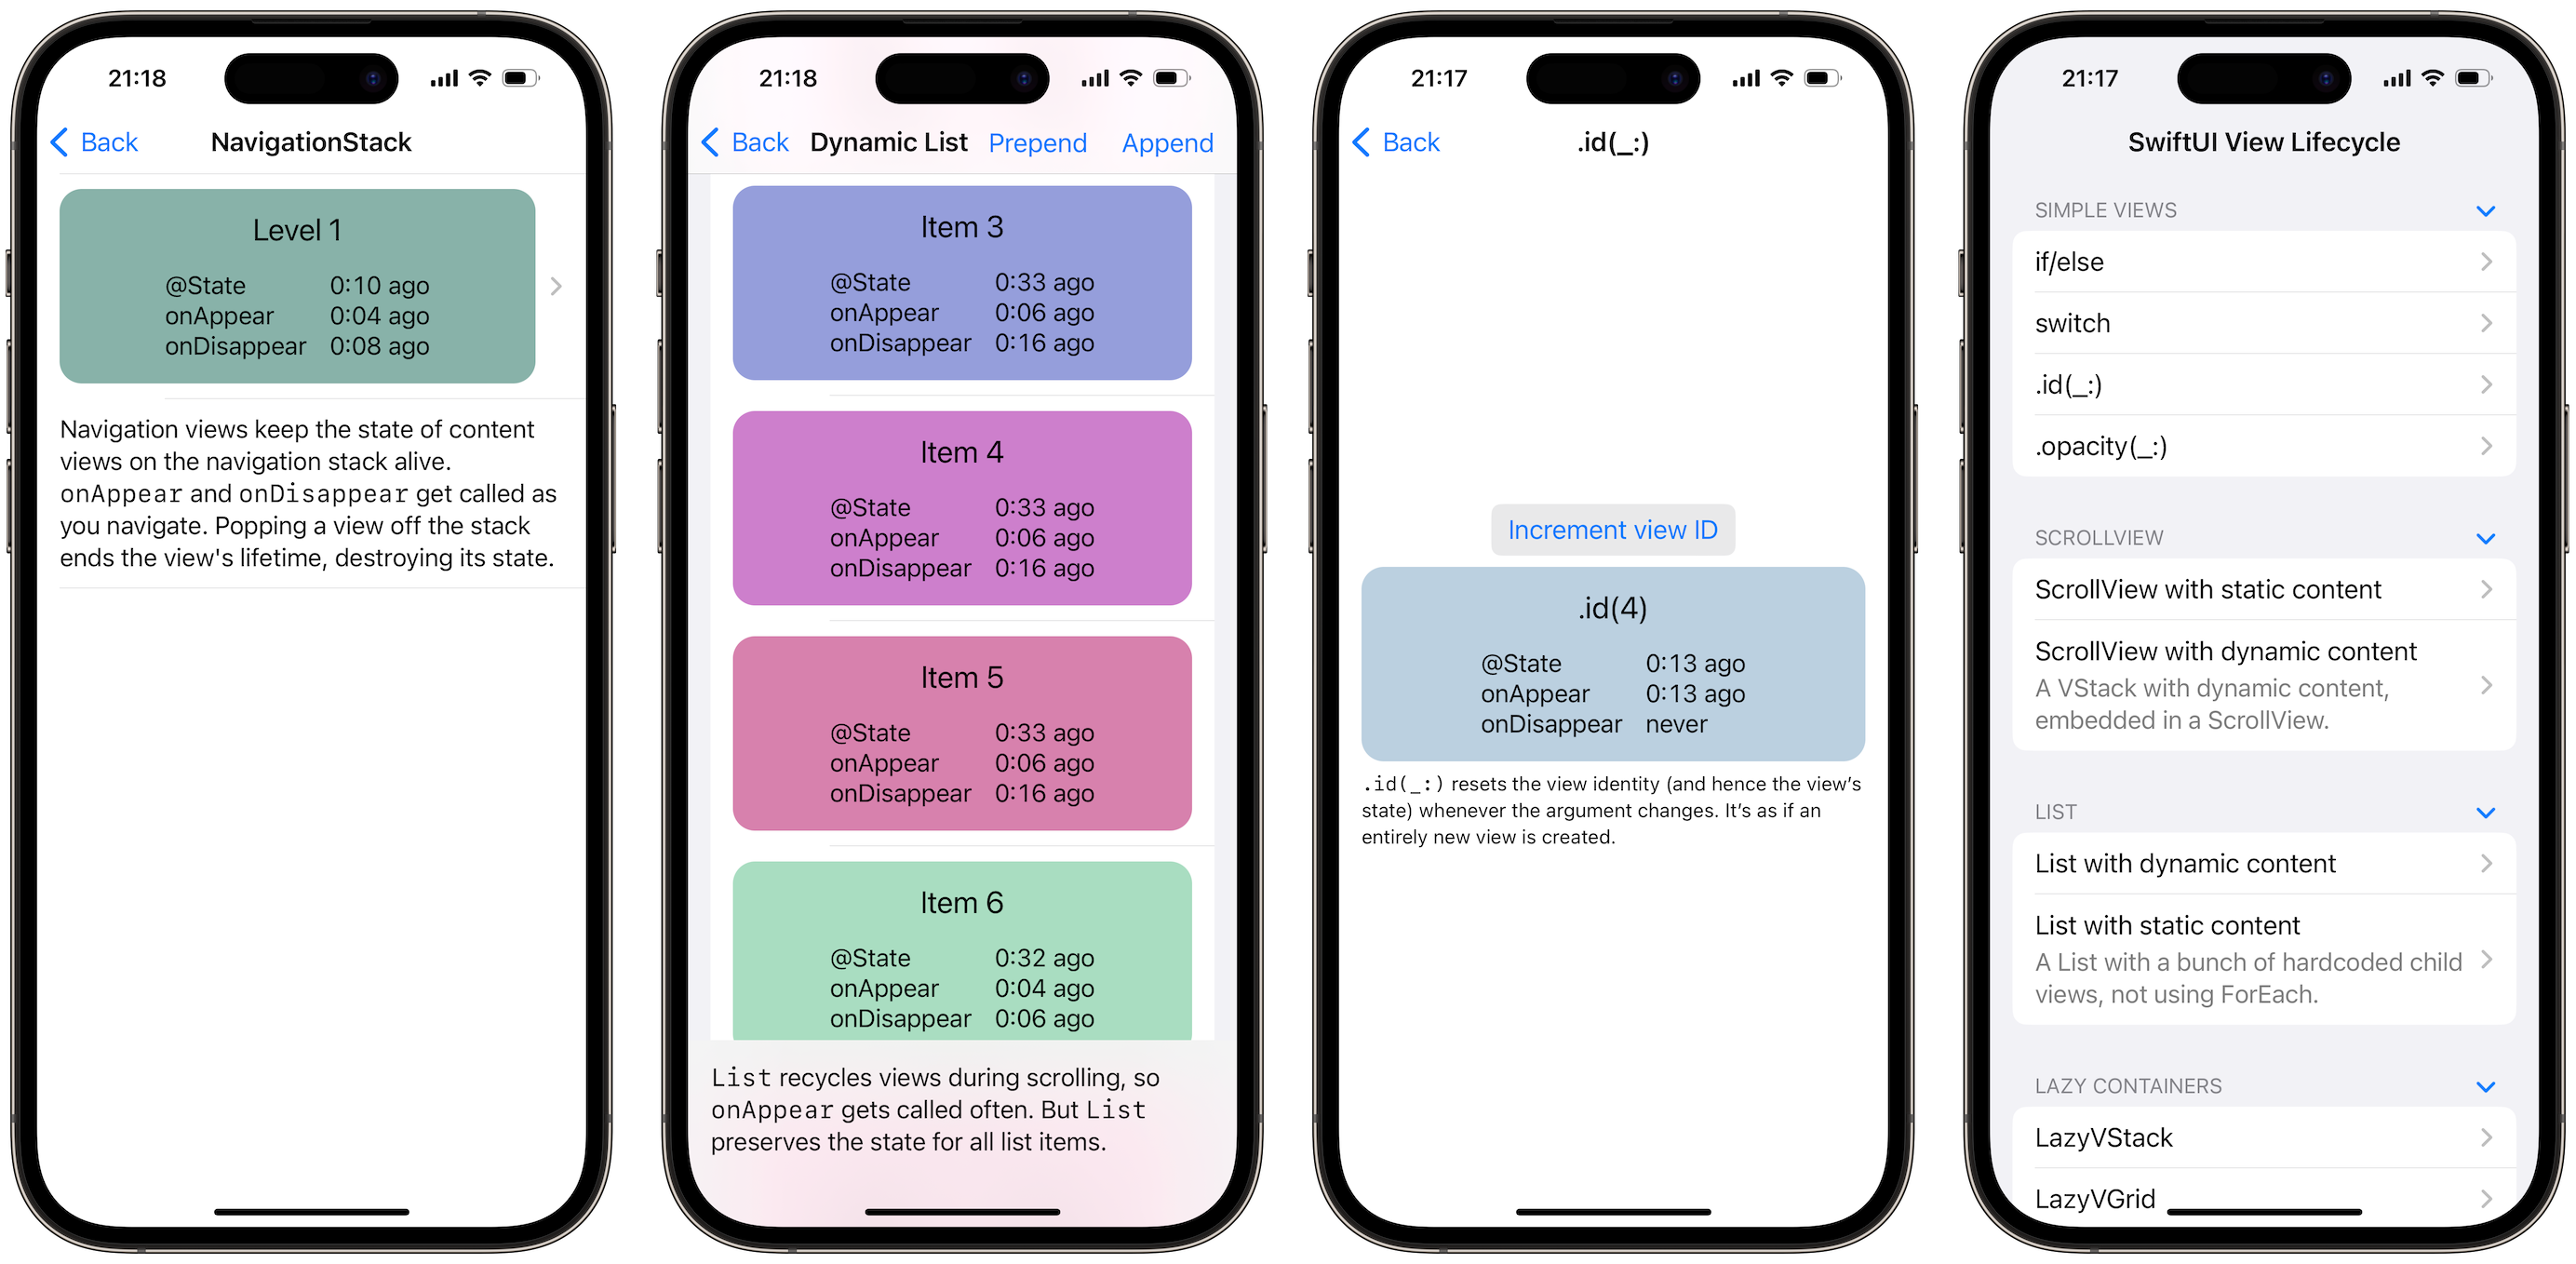 21:18
Back
NavigationStack
Level 1
@State 0:10 ago
onAppear 0:04 ago
onDisappear 0:08 ago
Navigation views keep the state of content
views on the navigation stack alive.
onAppear and onDisappear get called as
you navigate. Popping a view off the stack
ends the view's lifetime, destroying its state.
21:18
Back
Dynamic List
Prepend
Append
Item 3
@State 0:33 ago
onAppear 0:06 ago
onDisappear 0:16 ago
Item 4
@State 0:33 ago
onAppear 0:06 ago
onDisappear 0:16 ago
Item 5
@State 0:33 ago
onAppear 0:06 ago
onDisappear 0:16 ago
Item 6
@State 0:32 ago
onAppear 0:04 ago
onDisappear 0:06 ago
List recycles views during scrolling, so
onAppear gets called often. But List
preserves the state for all list items.
21:17
Back
.id(_:)
Increment view ID
.id(4)
@State 0:13 ago
onAppear 0:13 ago
onDisappear never
.id(_:) resets the view identity (and hence the view’s
state) whenever the argument changes. It’s as if an
entirely new view is created.
21:17
SwiftUI View Lifecycle
SIMPLE VIEWS
if/else
switch
.id(_:)
.opacity(_:)
SCROLLVIEW
ScrollView with static content
ScrollView with dynamic content
A VStack with dynamic content,
embedded in a ScrollView.
LIST
List with dynamic content
List with static content
A List with a bunch of hardcoded child
views, not using ForEach.
LAZY CONTAINERS
LazyVStack
LazyVGrid